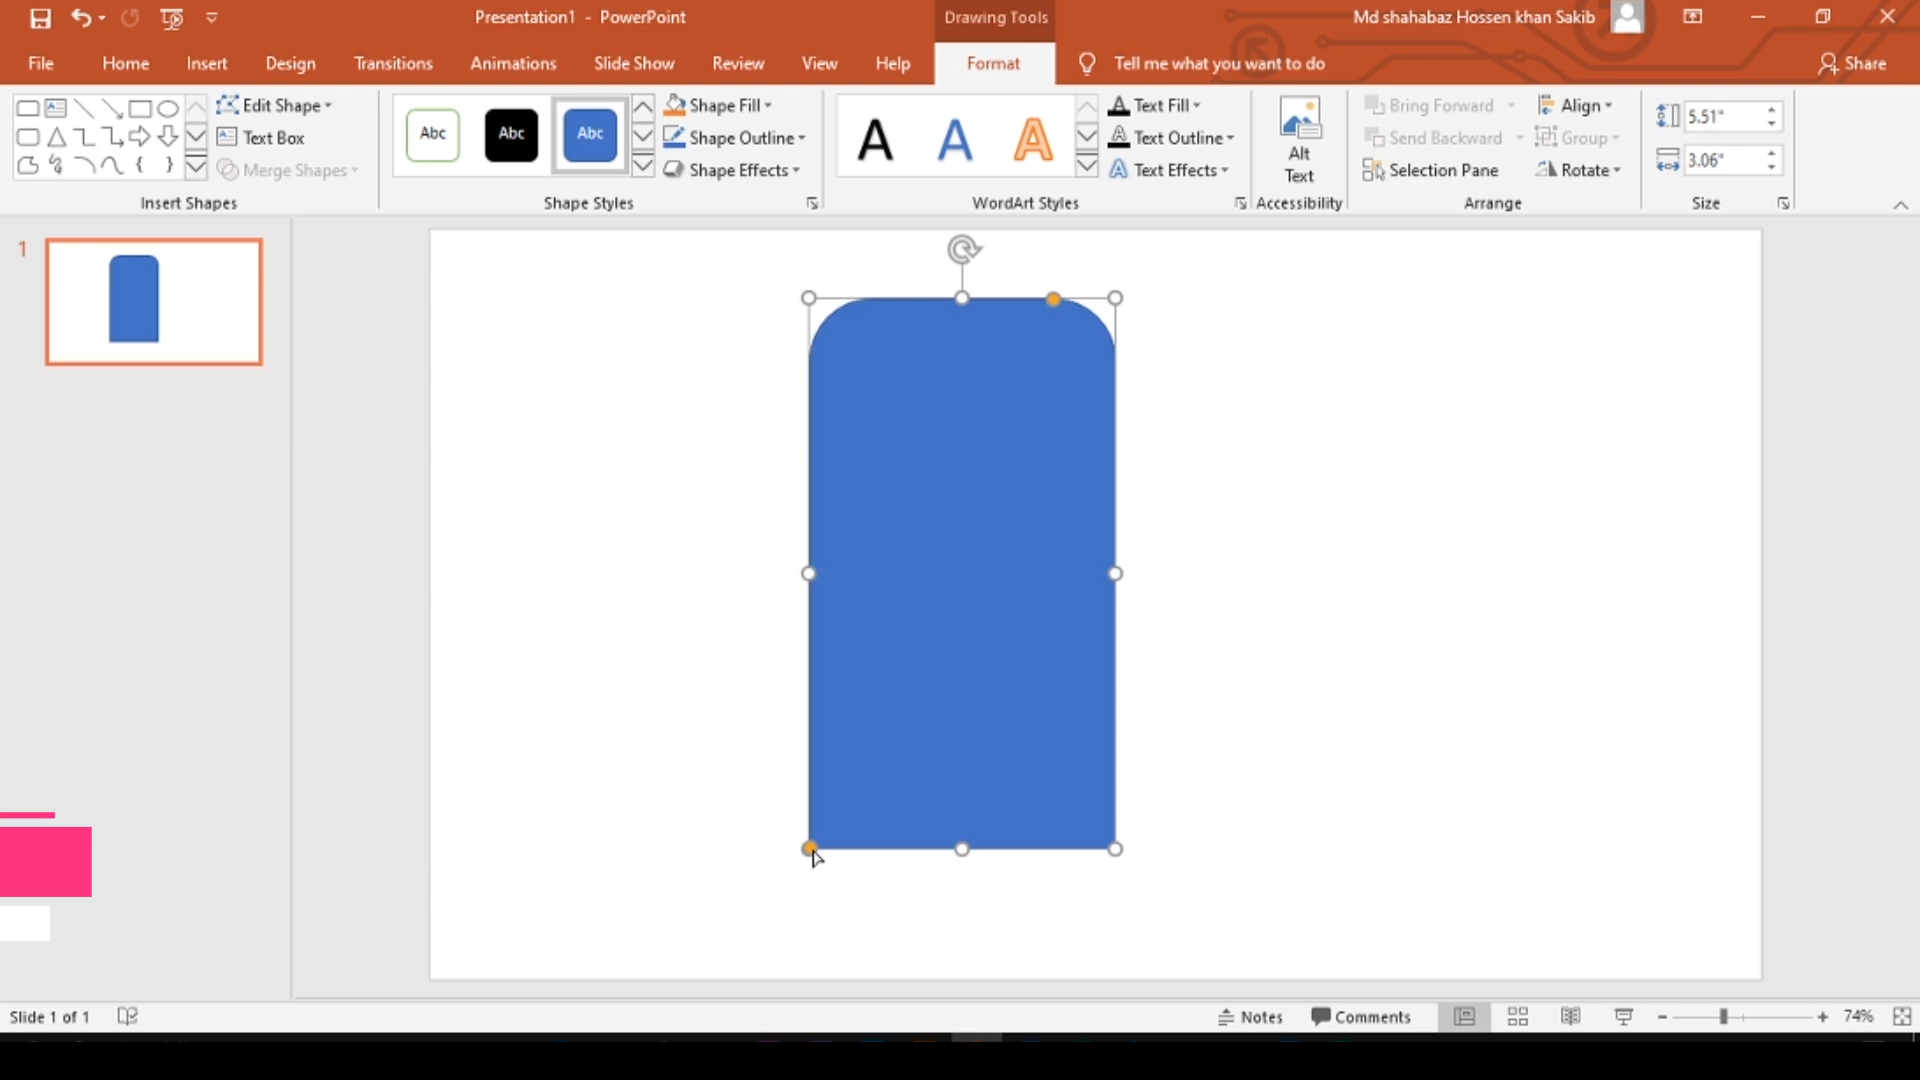 Presentation1 - PowerPoint
Drawing Tools
Md shahabaz Hossen khan Sakib
File Home Insert Design Transitions Animations Slide Show Review View Help Format Tell me what you want to do Share
Edit Shape
Text Box
Merge Shapes
Insert Shapes
Abc Abc Abc
Shape Fill
Shape Outline
Shape Effects
Shape Styles
A A A
Text Fill
Text Outline
Text Effects
WordArt Styles
Alt
Text
Accessibility
Bring Forward
Send Backward
Selection Pane
Align
Group
Rotate
Arrange
5.51"
3.06"
Size
1
Slide 1 of 1
Notes Comments 74%